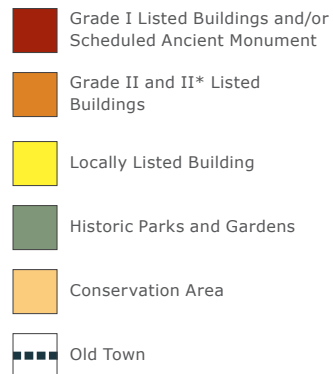 Grade I Listed Buildings and/or
Scheduled Ancient Monument
Grade II and II* Listed
Buildings
Locally Listed Building
Historic Parks and Gardens
Conservation Area
Old Town